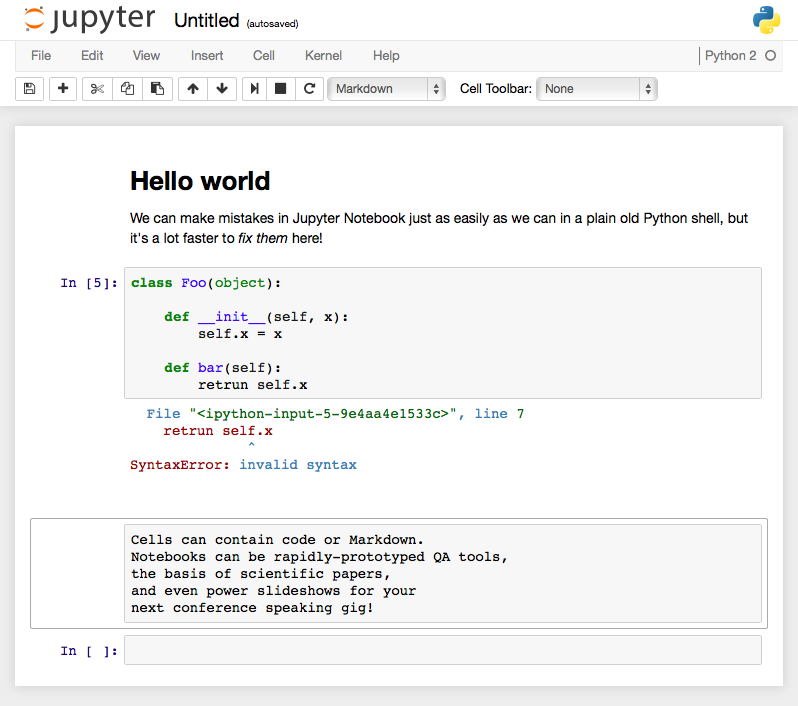 jupyter Untitled (autosaved)
File Edit View Insert Cell Kernel Help Python 2
Markdown Cell Toolbar: None
Hello world
We can make mistakes in Jupyter Notebook just as easily as we can in a plain old Python shell, but
it's a lot faster to fix them here!
In [5]: class Foo(object):
def __init__(self, x):
self.x = x
def bar(self):
retrun self.x
File "<ipython-input-5-9e4aa4e1533c>", line 7
retrun self.x
^
SyntaxError: invalid syntax
Cells can contain code or Markdown.
Notebooks can be rapidly-prototyped QA tools,
the basis of scientific papers,
and even power slideshows for your
next conference speaking gig!
In [ ]: